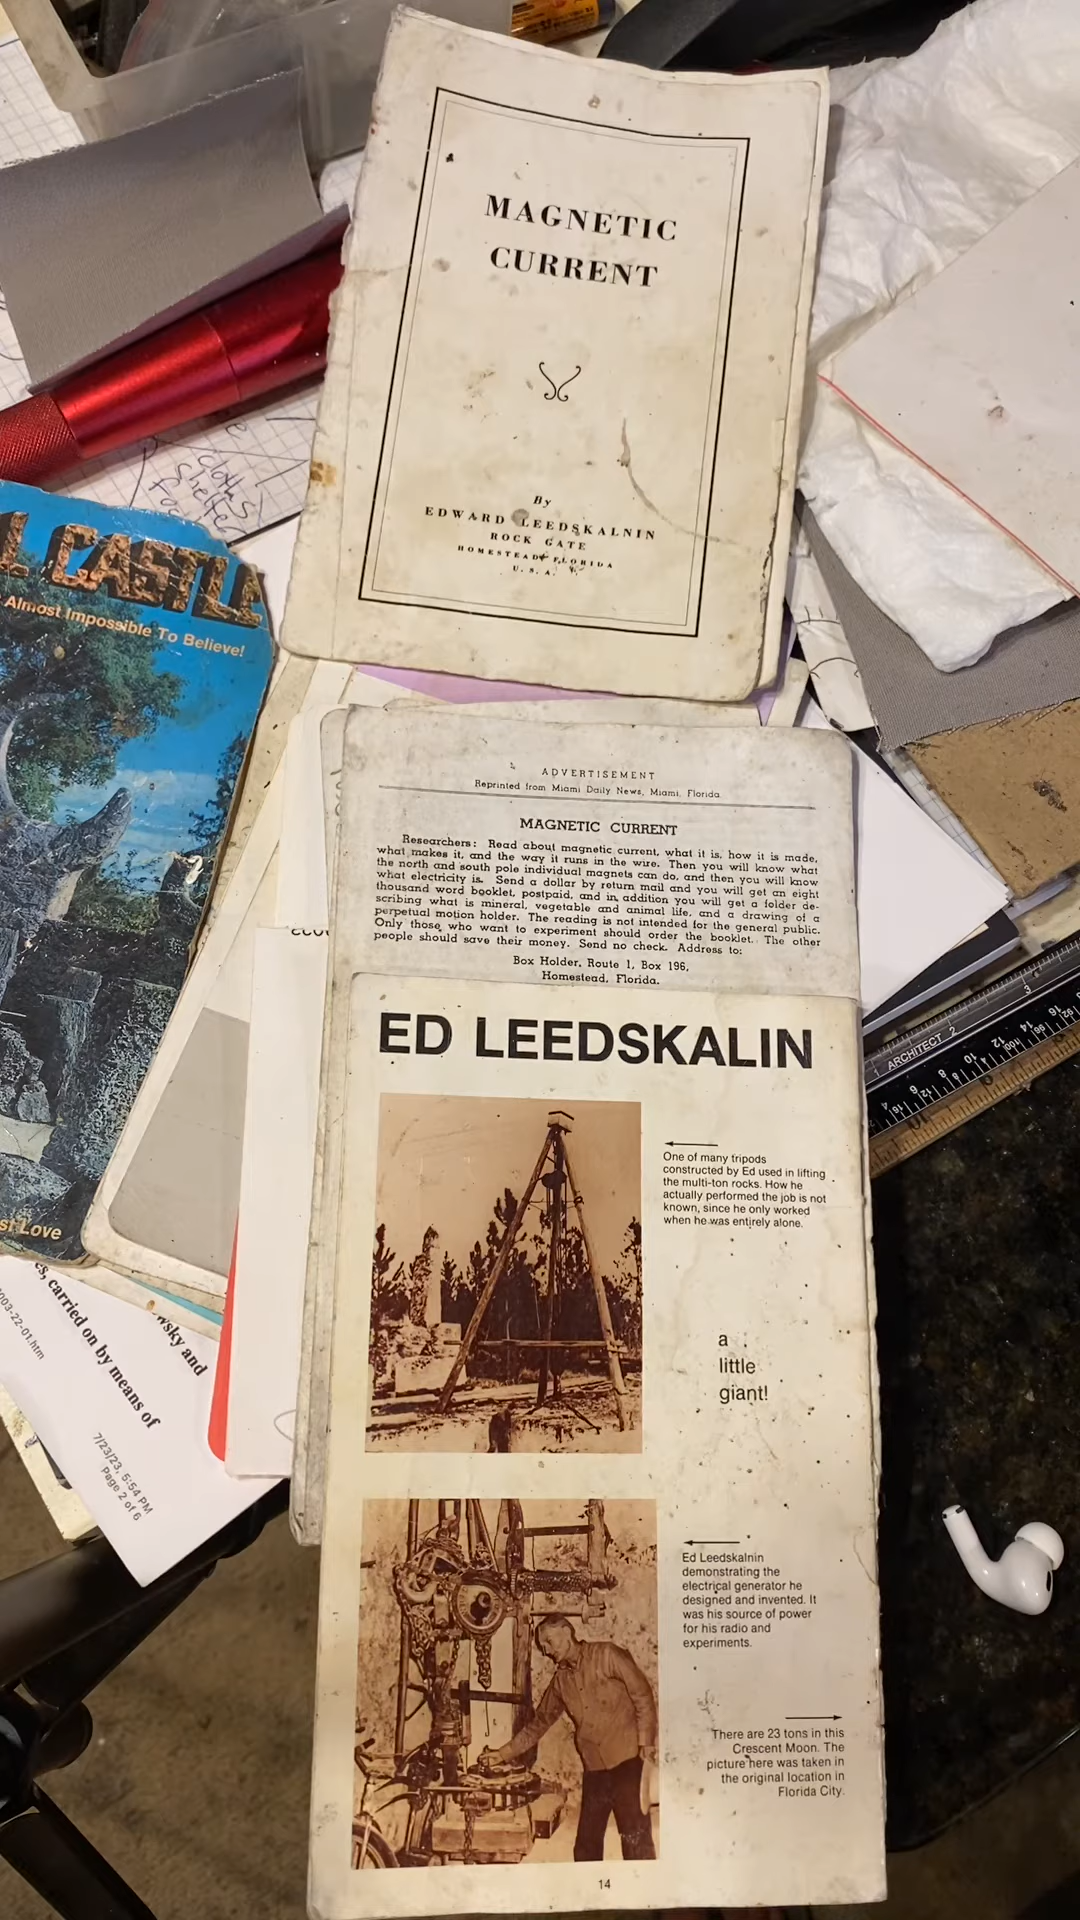 MAGNETIC
CURRENT
By
EDWARD LEEDSKALNIN
ROCK GATE
HOMESTEAD FLORIDA
U. S. A.
cloths
shelter
L CASTLE
Almost Impossible To Believe!
st Love
ADVERTISEMENT
Reprinted from Miami Daily News, Miami, Florida
MAGNETIC CURRENT
Researchers: Read about magnetic current, what it is, how it is made,
what makes it, and the way it runs in the wire. Then you will know what
the north and south pole individual magnets can do, and then you will know
what electricity is. Send a dollar by return mail and you will get an eight
thousand word booklet, postpaid, and in addition you will get a folder de-
scribing what is mineral, vegetable and animal life, and a drawing of a
perpetual motion holder. The reading is not intended for the general public.
Only those who want to experiment should order the booklet. The other
people should save their money. Send no check. Address to:
Box Holder, Route 1, Box 196,
Homestead, Florida.
ARCHITECT 2
ED LEEDSKALIN
One of many tripods
constructed by Ed used in lifting
the multi-ton rocks. How he
actually performed the job is not
known, since he only worked
when he was entirely alone.
a
little
giant!
Ed Leedskalnin
demonstrating the
electrical generator he
designed and invented. It
was his source of power
for his radio and
experiments.
There are 23 tons in this
Crescent Moon. The
picture here was taken in
the original location in
Florida City.
14
wsky and
es, carried on by means of
003-22-01.htm
7/23/23, 5:54 PM
Page 2 of 6